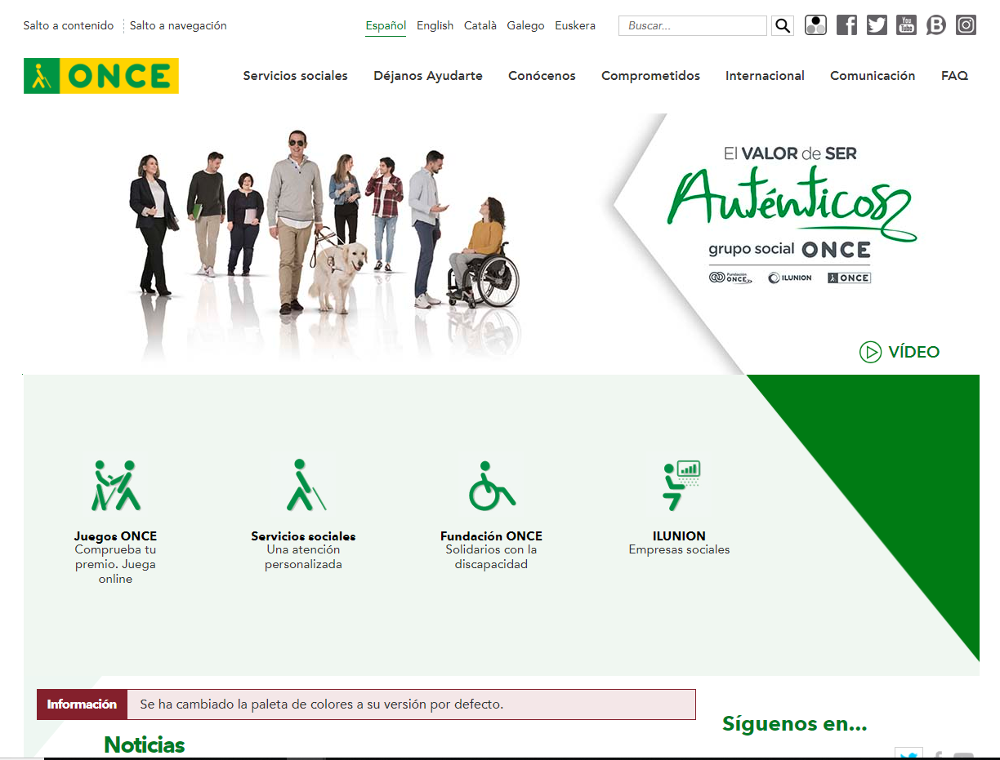 Salto a contenido Salto a navegación Español English Català Galego Euskera Buscar... You Tube B
ONCE Servicios sociales Déjanos Ayudarte Conócenos Comprometidos Internacional Comunicación FAQ
El VALOR de SER
Auténticos
grupo social ONCE
Fundación ONCE ILUNION ONCE
VÍDEO
Juegos ONCE
Comprueba tu
premio. Juega
online
Servicios sociales
Una atención
personalizada
Fundación ONCE
Solidarios con la
discapacidad
ILUNION
Empresas sociales
Información Se ha cambiado la paleta de colores a su versión por defecto.
Síguenos en...
Noticias